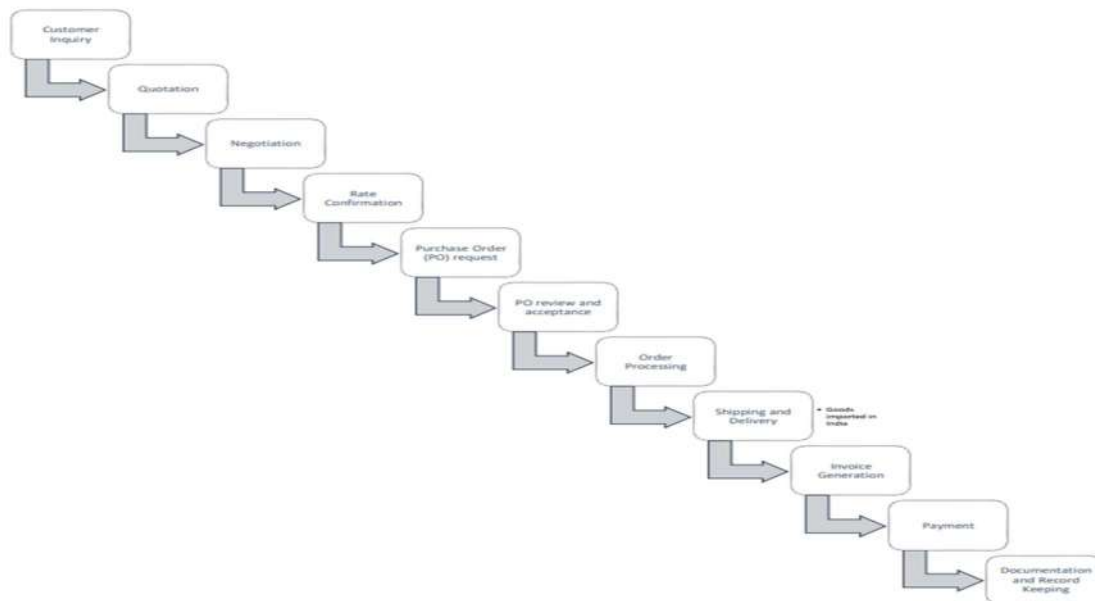 Customer
Inquiry
Quotation
Negotiation
Rate
Confirmation
Purchase Order
(PO) request
PO review and
acceptance
Order
Processing
Shipping and
Delivery
• Goods
imported in
India
Invoice
Generation
Payment
Documentation
and Record
Keeping